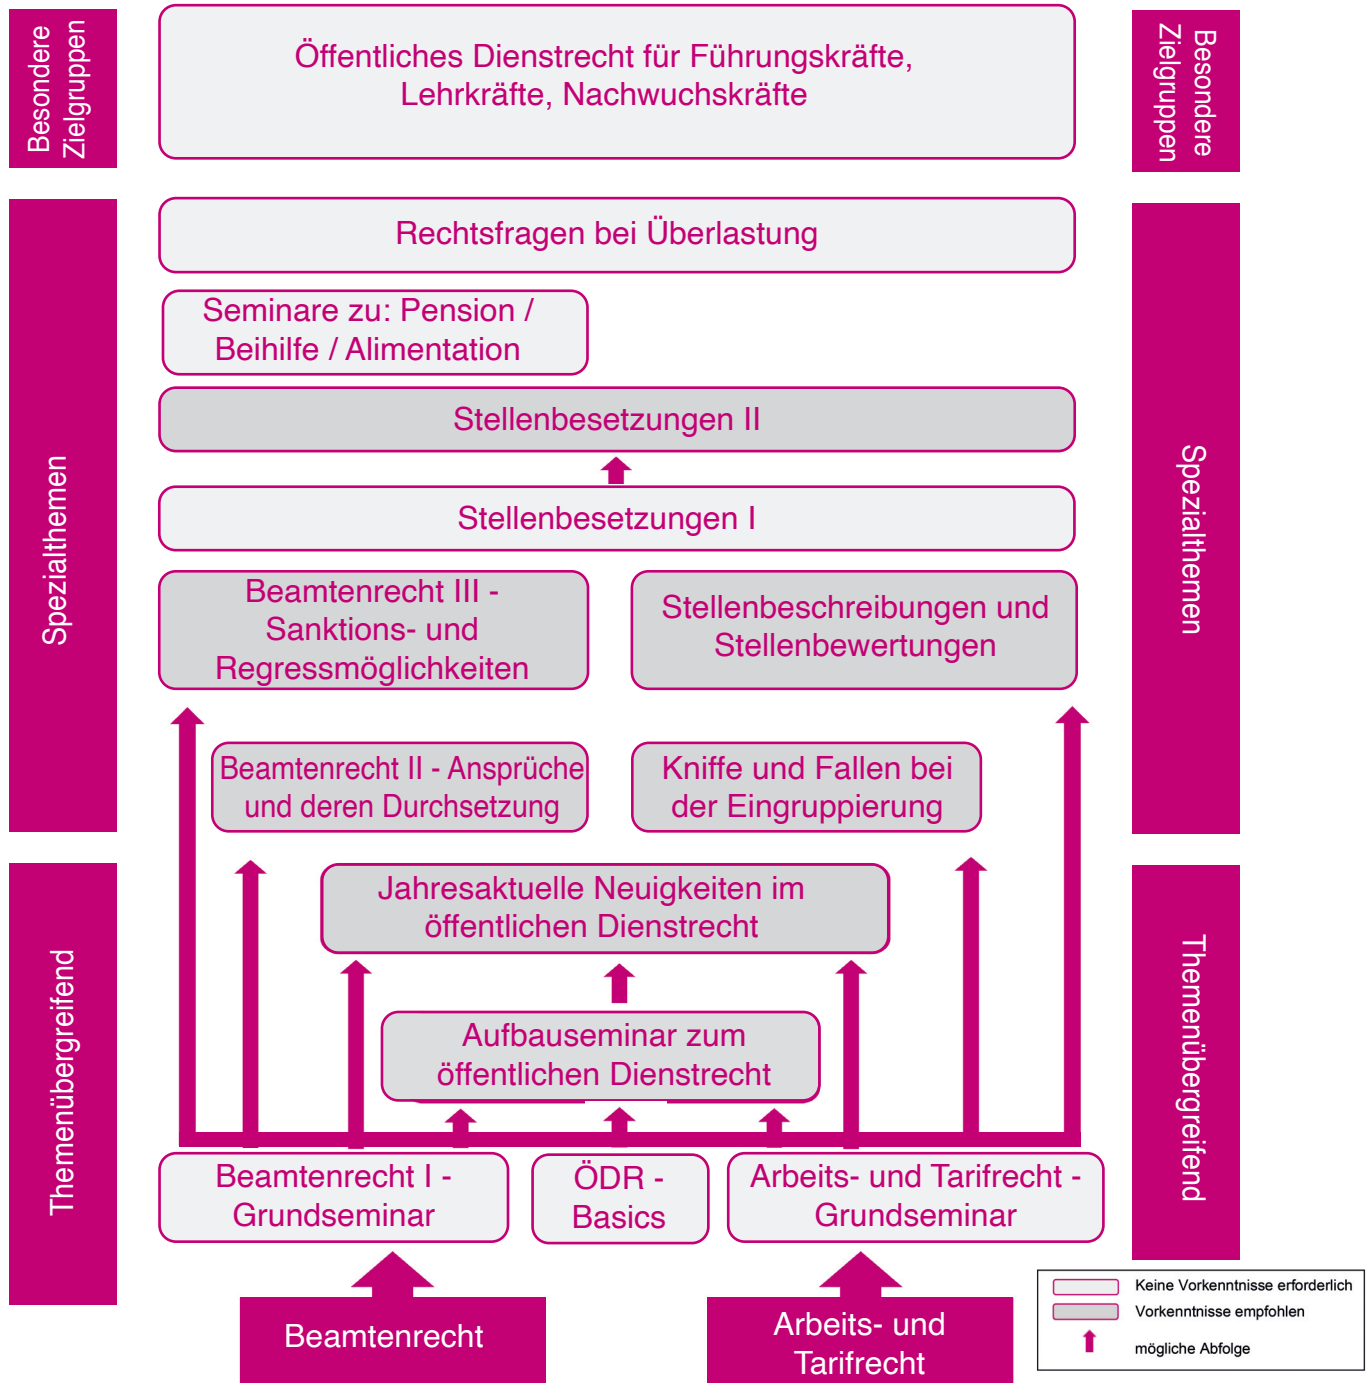 Besondere
Zielgruppen
Öffentliches Dienstrecht für Führungskräfte,
Lehrkräfte, Nachwuchskräfte
Besondere
Zielgruppen
Spezialthemen
Rechtsfragen bei Überlastung
Seminare zu: Pension /
Beihilfe / Alimentation
Stellenbesetzungen II
Stellenbesetzungen I
Beamtenrecht III -
Sanktions- und
Regressmöglichkeiten
Stellenbeschreibungen und
Stellenbewertungen
Beamtenrecht II - Ansprüche
und deren Durchsetzung
Kniffe und Fallen bei
der Eingruppierung
Spezialthemen
Themenübergreifend
Jahresaktuelle Neuigkeiten im
öffentlichen Dienstrecht
Aufbauseminar zum
öffentlichen Dienstrecht
Beamtenrecht I -
Grundseminar
ÖDR -
Basics
Arbeits- und Tarifrecht -
Grundseminar
Themenübergreifend
Beamtenrecht
Arbeits- und
Tarifrecht
Keine Vorkenntnisse erforderlich
Vorkenntnisse empfohlen
mögliche Abfolge